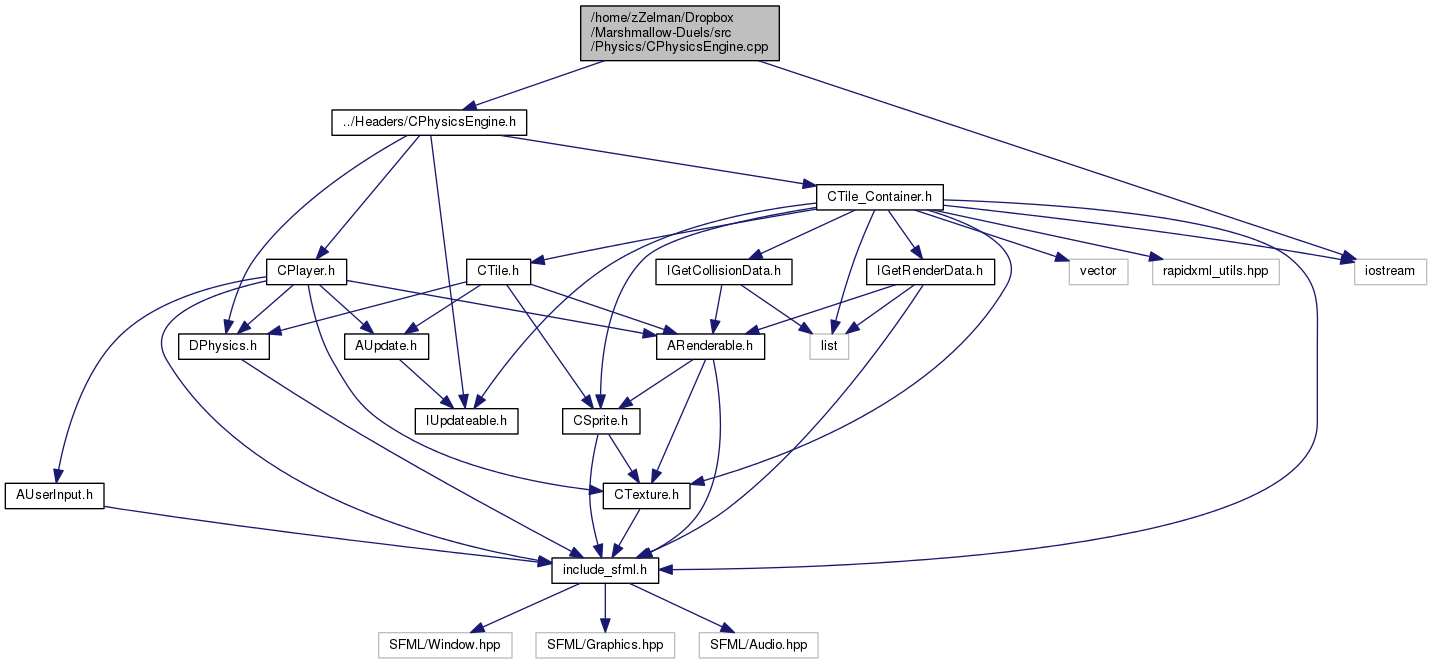 /home/zZelman/Dropbox
/Marshmallow-Duels/src
/Physics/CPhysicsEngine.cpp
../Headers/CPhysicsEngine.h
CTile_Container.h
CPlayer.h
CTile.h
IGetCollisionData.h
IGetRenderData.h
vector
rapidxml_utils.hpp
iostream
DPhysics.h
AUpdate.h
ARenderable.h
list
IUpdateable.h
CSprite.h
AUserInput.h
CTexture.h
include_sfml.h
SFML/Window.hpp
SFML/Graphics.hpp
SFML/Audio.hpp